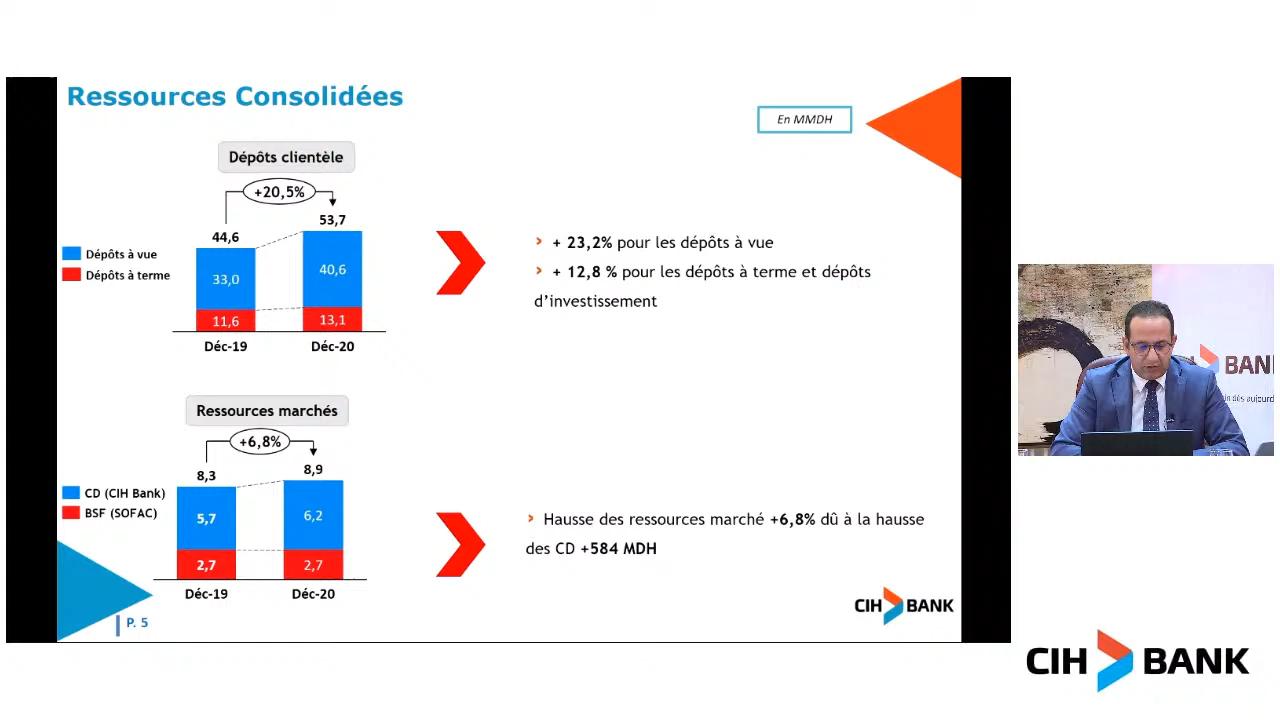 Ressources Consolidées
En MMDH
Dépôts clientèle
+20,5%
44,6
53,7
Dépôts à vue
Dépôts à terme
33,0
40,6
11,6
13,1
Déc-19
Déc-20
+ 23,2% pour les dépôts à vue
+ 12,8 % pour les dépôts à terme et dépôts
d’investissement
Ressources marchés
+6,8%
8,3
8,9
CD (CIH Bank)
BSF (SOFAC)
5,7
6,2
2,7
2,7
Déc-19
Déc-20
Hausse des ressources marché +6,8% dû à la hausse
des CD +584 MDH
P. 5
CIH BANK
BAN
in dès aujourd
CIH BANK